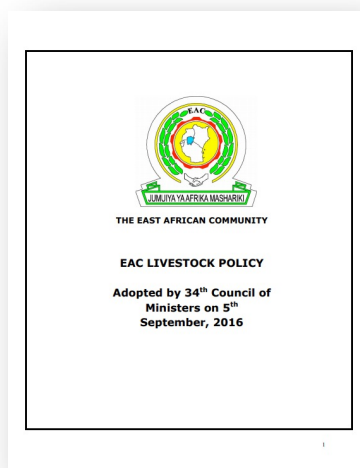 EAC
JUMUIYA YA AFRIKA MASHARIKI
THE EAST AFRICAN COMMUNITY
EAC LIVESTOCK POLICY
Adopted by 34th Council of
Ministers on 5th
September, 2016
1